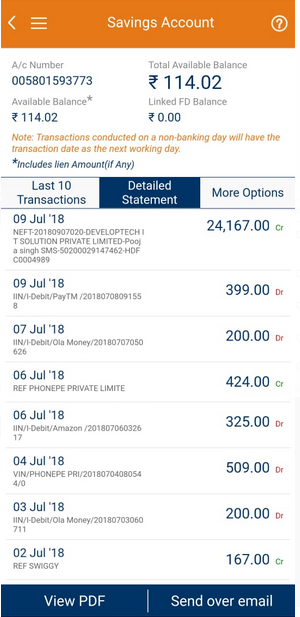 Savings Account
A/c Number
005801593773
Total Available Balance
₹ 114.02
Available Balance*
₹ 114.02
Linked FD Balance
₹ 0.00
Note: Transactions conducted on a non-banking day will have the
transaction date as the next working day.
*Includes lien Amount(if Any)
Last 10
Transactions
Detailed
Statement
More Options
09 Jul '18
NEFT-20180907020-DEVELOPTECH I
T SOLUTION PRIVATE LIMITED-Pooj
a singh SMS-50200029147462-HDF
C0004989
24,167.00 Cr
09 Jul '18
IIN/I-Debit/PayTM /2018070809155
8
399.00 Dr
07 Jul '18
IIN/I-Debit/Ola Money/20180707050
626
200.00 Dr
06 Jul '18
REF PHONEPE PRIVATE LIMITE
424.00 Cr
06 Jul '18
IIN/I-Debit/Amazon /201807060326
17
325.00 Dr
04 Jul '18
VIN/PHONEPE PRI/2018070408054
4/0
509.00 Dr
03 Jul '18
IIN/I-Debit/Ola Money/20180703060
711
200.00 Dr
02 Jul '18
REF SWIGGY
167.00 Cr
View PDF
Send over email